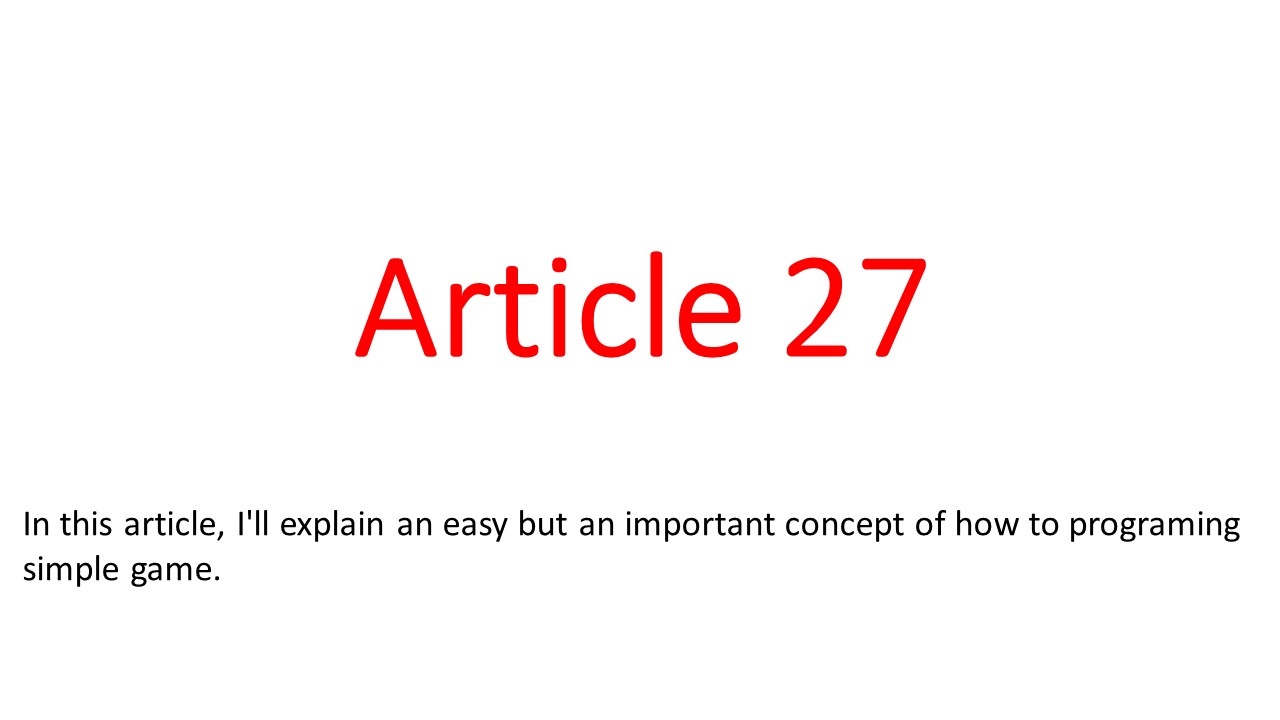 Article 27
In this article, I'll explain an easy but an important concept of how to programing
simple game.